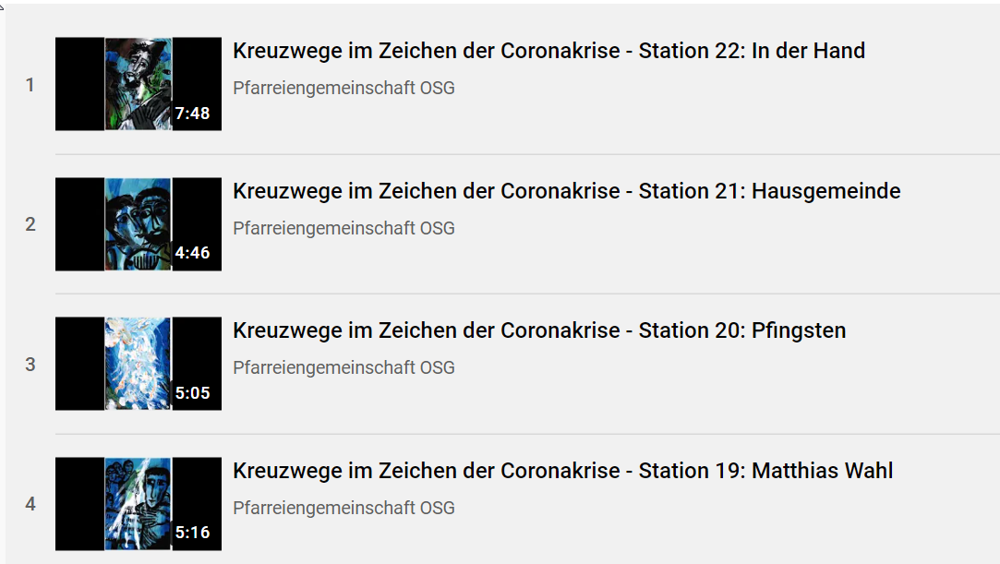 1
7:48
Kreuzwege im Zeichen der Coronakrise - Station 22: In der Hand
Pfarreiengemeinschaft OSG
2
4:46
Kreuzwege im Zeichen der Coronakrise - Station 21: Hausgemeinde
Pfarreiengemeinschaft OSG
3
5:05
Kreuzwege im Zeichen der Coronakrise - Station 20: Pfingsten
Pfarreiengemeinschaft OSG
4
5:16
Kreuzwege im Zeichen der Coronakrise - Station 19: Matthias Wahl
Pfarreiengemeinschaft OSG